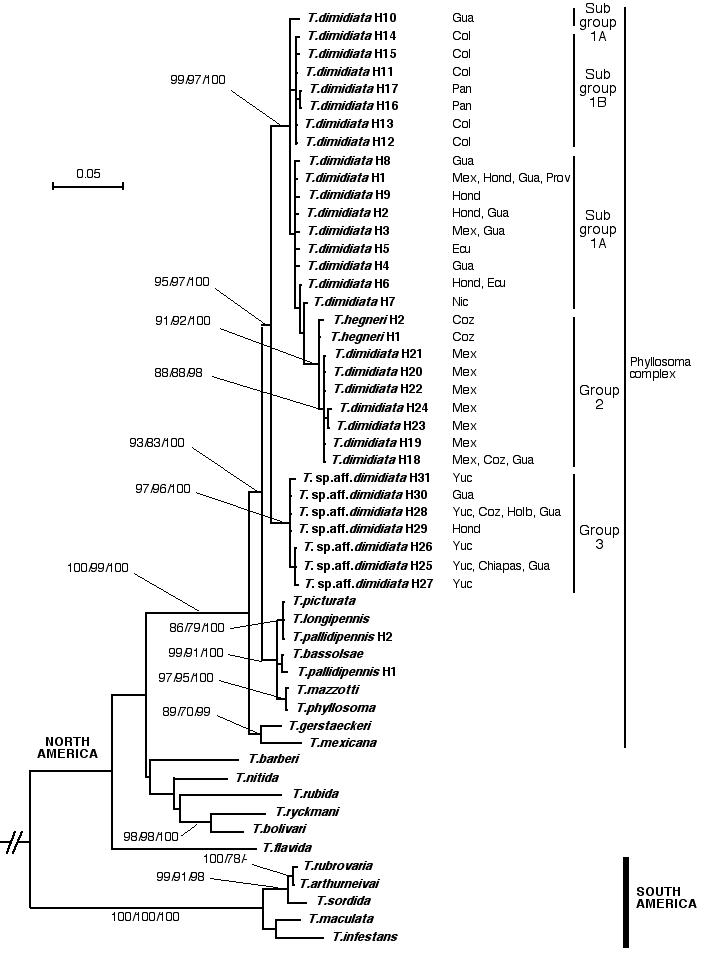 T.dimidiata H10 Gua
T.dimidiata H14 Col
T.dimidiata H15 Col
T.dimidiata H11 Col
T.dimidiata H17 Pan
T.dimidiata H16 Pan
T.dimidiata H13 Col
T.dimidiata H12 Col
T.dimidiata H8 Gua
T.dimidiata H1 Mex, Hond, Gua, Prov
T.dimidiata H9 Hond
T.dimidiata H2 Hond, Gua
T.dimidiata H3 Mex, Gua
T.dimidiata H5 Ecu
T.dimidiata H4 Gua
T.dimidiata H6 Hond, Ecu
T.dimidiata H7 Nic
T.hegneri H2 Coz
T.hegneri H1 Coz
T.dimidiata H21 Mex
T.dimidiata H20 Mex
T.dimidiata H22 Mex
T.dimidiata H24 Mex
T.dimidiata H23 Mex
T.dimidiata H19 Mex
T.dimidiata H18 Mex, Coz, Gua
T. sp.aff.dimidiata H31 Yuc
T. sp.aff.dimidiata H30 Gua
T. sp.aff.dimidiata H28 Yuc, Coz, Holb, Gua
T. sp.aff.dimidiata H29 Hond
T. sp.aff.dimidiata H26 Yuc
T. sp.aff.dimidiata H25 Yuc, Chiapas, Gua
T. sp.aff.dimidiata H27 Yuc
T.picturata
T.longipennis
T.pallidipennis H2
T.bassolsae
T.pallidipennis H1
T.mazzotti
T.phyllosoma
T.gerstaeckeri
T.mexicana
T.barberi
T.nitida
T.rubida
T.ryckmani
T.bolivari
T.flavida
T.rubrovaria
T.arthurneivai
T.sordida
T.maculata
T.infestans
Sub
group
1A
Sub
group
1B
Sub
group
1A
Group
2
Group
3
Phyllosoma
complex
SOUTH
AMERICA
NORTH
AMERICA
0.05
99/97/100
95/97/100
91/92/100
88/88/98
93/83/100
97/96/100
100/99/100
86/79/100
99/91/100
97/95/100
89/70/99
98/98/100
100/78/-
99/91/98
100/100/100